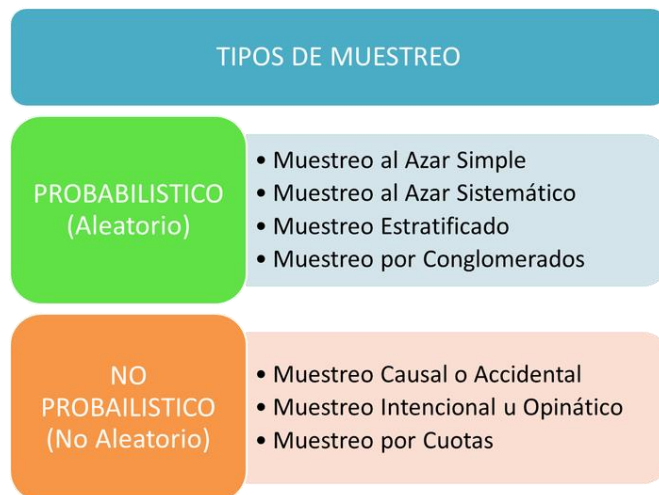 TIPOS DE MUESTREO
PROBABILISTICO
(Aleatorio)
• Muestreo al Azar Simple
• Muestreo al Azar Sistemático
• Muestreo Estratificado
• Muestreo por Conglomerados
NO
PROBAILISTICO
(No Aleatorio)
• Muestreo Causal o Accidental
• Muestreo Intencional u Opinático
• Muestreo por Cuotas